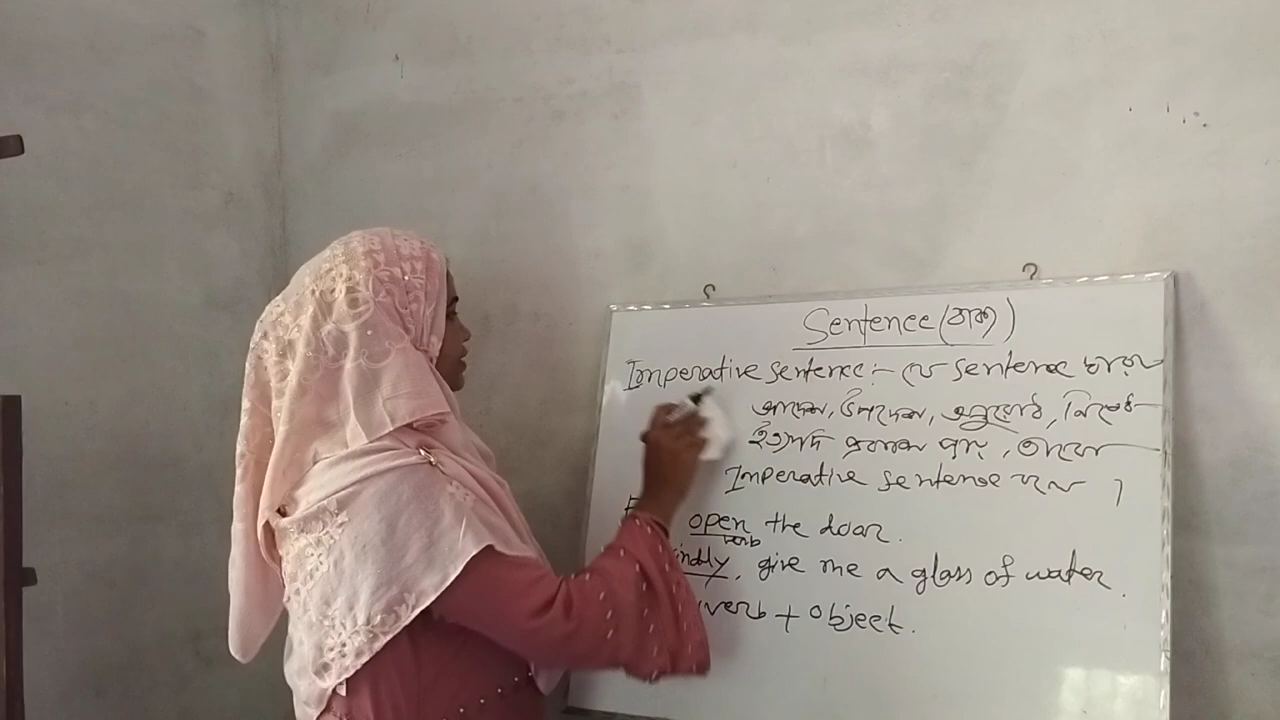 Sentence (বাক্য)
Imperative sentence :- যে sentence দ্বারা
আদেশ, উপদেশ, অনুরোধ, নিষেধ
ইত্যাদি প্রকাশ পায়, তাকে
Imperative sentence বলে ।
open the door.
verb
kindly, give me a glass of water.
verb + object.